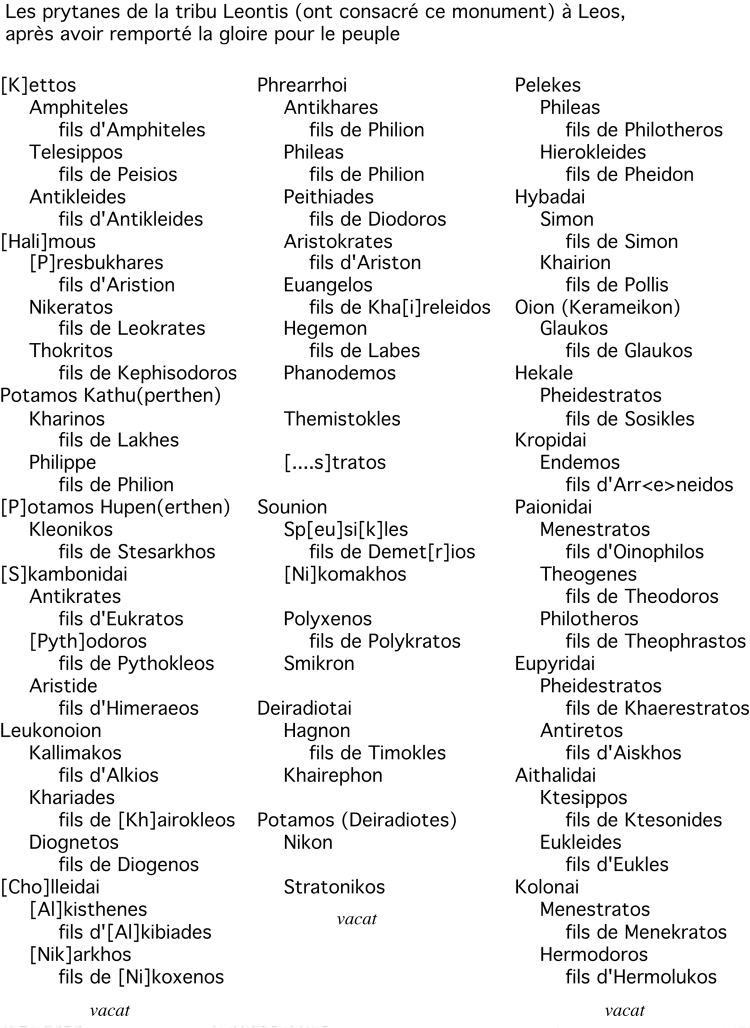 Les prytanes de la tribu Leontis (ont consacré ce monument) à Leos,
après avoir remporté la gloire pour le peuple
[K]ettos
Amphiteles
fils d'Amphiteles
Telesippos
fils de Peisios
Antikleides
fils d'Antikleides
[Hali]mous
[P]resbukhares
fils d'Aristion
Nikeratos
fils de Leokrates
Thokritos
fils de Kephisodoros
Potamos Kathu(perthen)
Kharinos
fils de Lakhes
Philippe
fils de Philion
[P]otamos Hupen(erthen)
Kleonikos
fils de Stesarkhos
[S]kambonidai
Antikrates
fils d'Eukratos
[Pyth]odoros
fils de Pythokleos
Aristide
fils d'Himeraeos
Leukonoion
Kallimakos
fils d'Alkios
Khariades
fils de [Kh]airokleos
Diognetos
fils de Diogenos
[Cho]lleidai
[Al]kisthenes
fils d'[Al]kibiades
[Nik]arkhos
fils de [Ni]koxenos
vacat
Phrearrhoi
Antikhares
fils de Philion
Phileas
fils de Philion
Peithiades
fils de Diodoros
Aristokrates
fils d'Ariston
Euangelos
fils de Kha[i]releidos
Hegemon
fils de Labes
Phanodemos
Themistokles
[....s]tratos
Sounion
Sp[eu]si[k]les
fils de Demet[r]ios
[Ni]komakhos
Polyxenos
fils de Polykratos
Smikron
Deiradiotai
Hagnon
fils de Timokles
Khairephon
Potamos (Deiradiotes)
Nikon
Stratonikos
vacat
Pelekes
Phileas
fils de Philotheros
Hierokleides
fils de Pheidon
Hybadai
Simon
fils de Simon
Khairion
fils de Pollis
Oion (Kerameikon)
Glaukos
fils de Glaukos
Hekale
Pheidestratos
fils de Sosikles
Kropidai
Endemos
fils d'Arr<e>neidos
Paionidai
Menestratos
fils d'Oinophilos
Theogenes
fils de Theodoros
Philotheros
fils de Theophrastos
Eupyridai
Pheidestratos
fils de Khaerestratos
Antiretos
fils d'Aiskhos
Aithalidai
Ktesippos
fils de Ktesonides
Eukleides
fils d'Eukles
Kolonai
Menestratos
fils de Menekratos
Hermodoros
fils d'Hermolukos
vacat